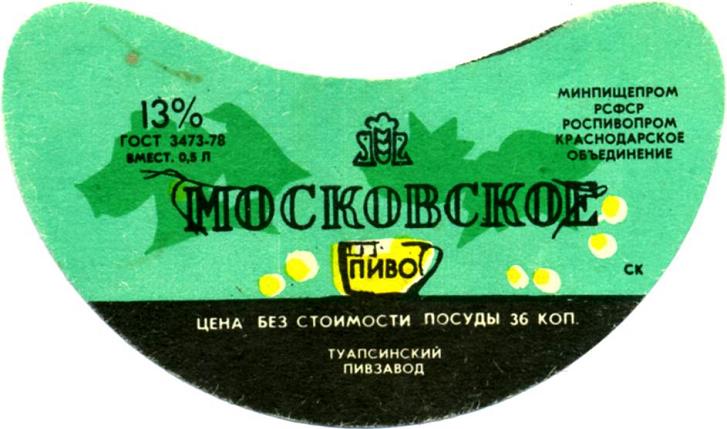 13%
ГОСТ 3473-78
ВМЕСТ. 0,5 Л
МИНПИЩЕПРОМ
РСФСР
РОСПИВОПРОМ
КРАСНОДАРСКОЕ
ОБЪЕДИНЕНИЕ
МОСКОВСКОЕ
ПИВО
СК
ЦЕНА БЕЗ СТОИМОСТИ ПОСУДЫ 36 КОП.
ТУАПСИНСКИЙ
ПИВЗАВОД